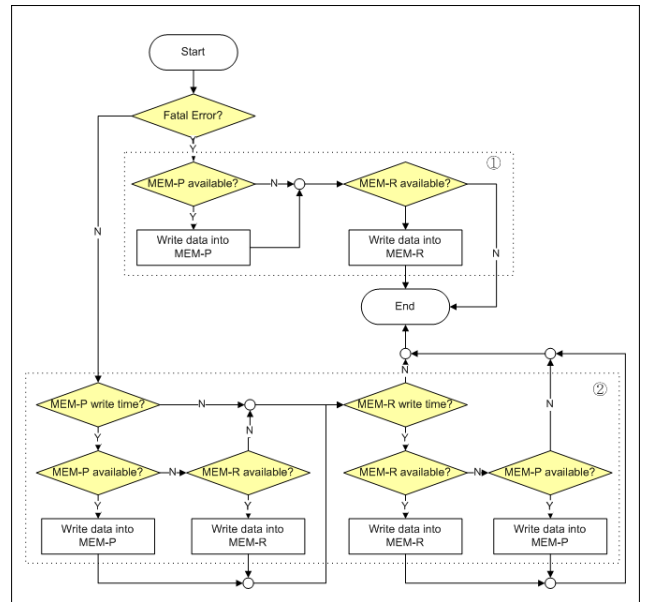 Start
Fatal Error?
Y
①
MEM-P available?
N
MEM-R available?
Y
Write data into
MEM-P
Write data into
MEM-R
N
N
End
N
N
②
MEM-P write time?
N
MEM-R write time?
Y
N
Y
MEM-P available?
N
MEM-R available?
MEM-R available?
N
MEM-P available?
Y
Y
Y
Y
Write data into
MEM-P
Write data into
MEM-R
Write data into
MEM-R
Write data into
MEM-P